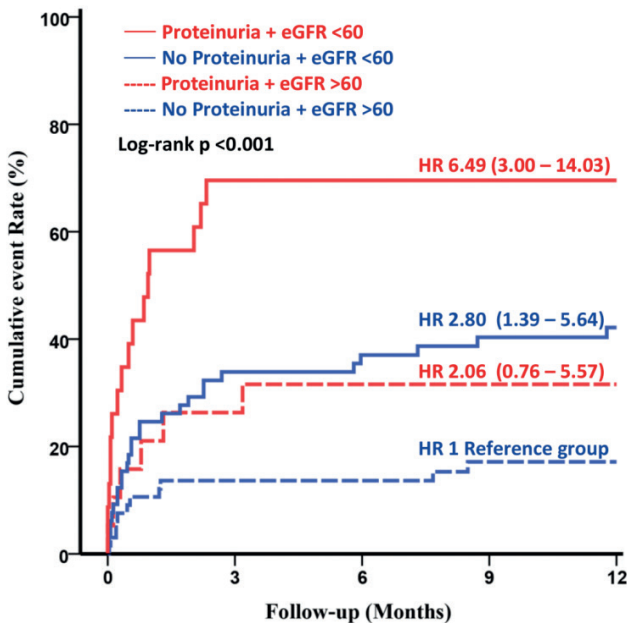 Proteinuria + eGFR <60
No Proteinuria + eGFR <60
Proteinuria + eGFR >60
No Proteinuria + eGFR >60
Log-rank p <0.001
HR 6.49 (3.00 – 14.03)
HR 2.80 (1.39 – 5.64)
HR 2.06 (0.76 – 5.57)
HR 1 Reference group
Cumulative event Rate (%)
100
80
60
40
20
0
0 3 6 9 12
Follow-up (Months)